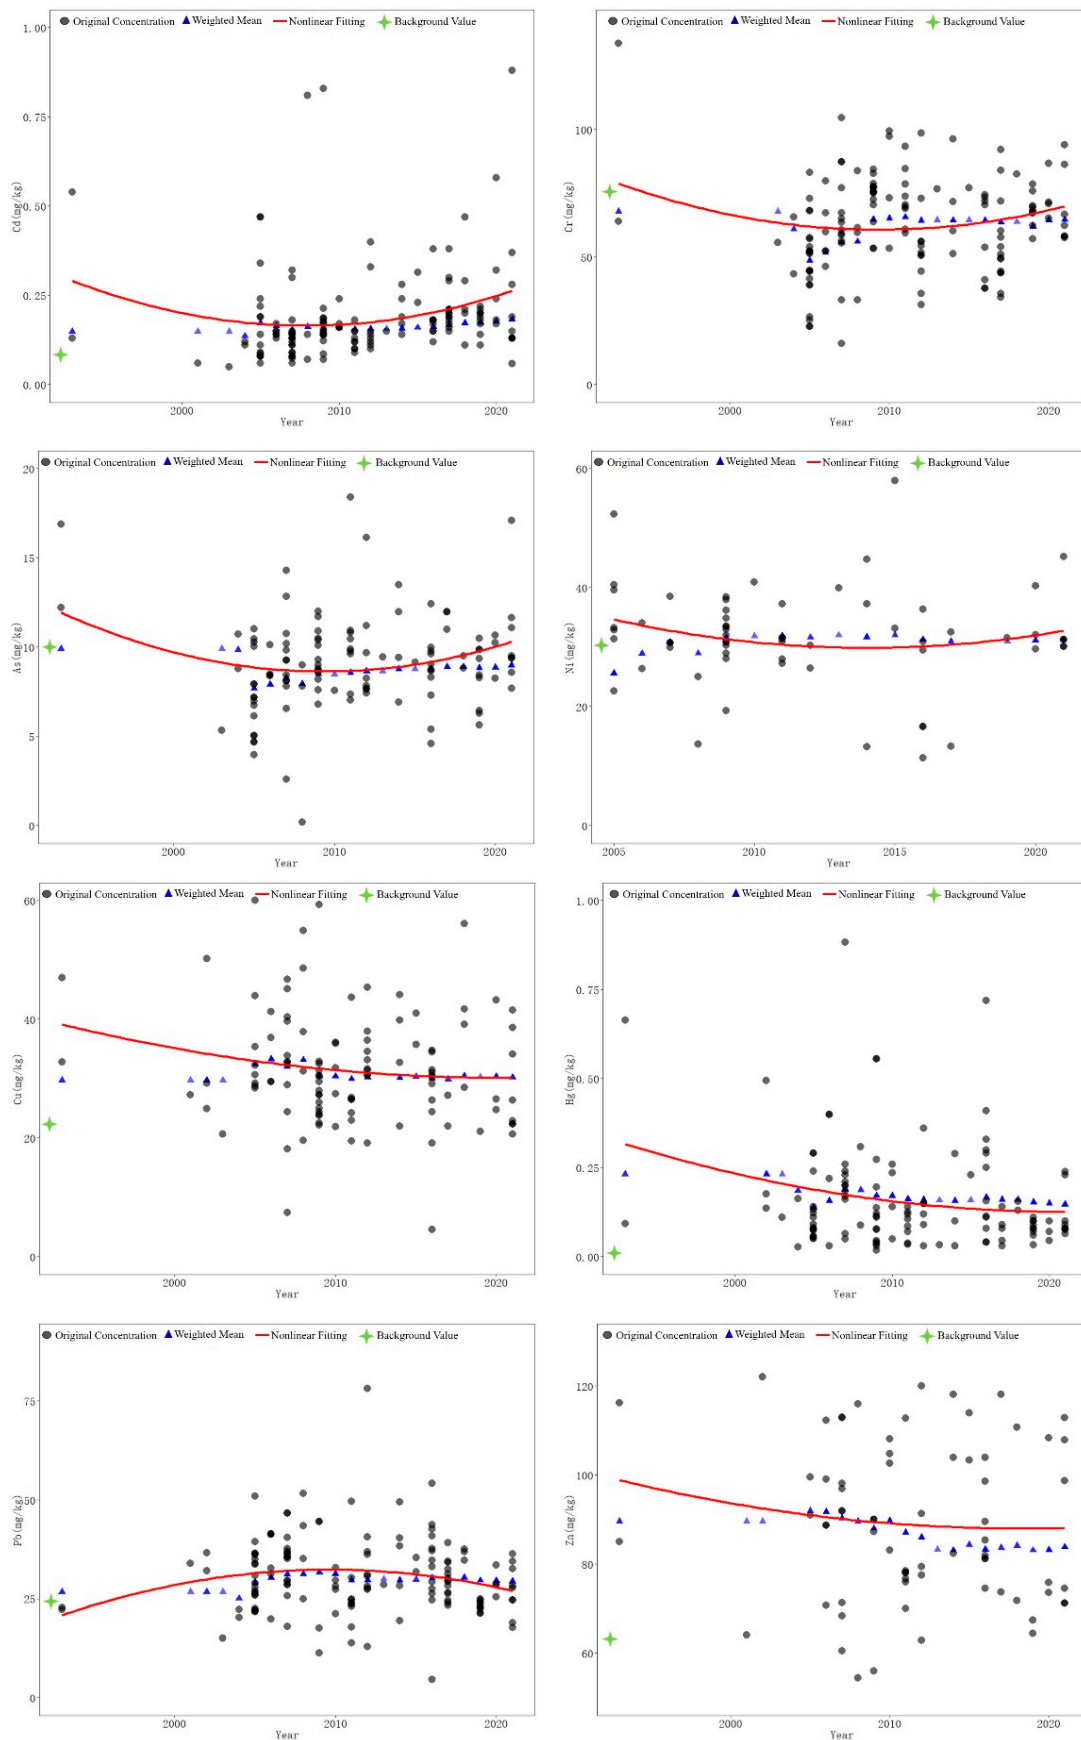 Original Concentration Weighted Mean Nonlinear Fitting Background Value
1.00
0.75
0.50
0.25
0.00
Cd(mg/kg)
2000 2010 2020
Year
Original Concentration Weighted Mean Nonlinear Fitting Background Value
100
50
0
Cr(mg/kg)
2000 2010 2020
Year
Original Concentration Weighted Mean Nonlinear Fitting Background Value
20
15
10
5
0
As(mg/kg)
2000 2010 2020
Year
Original Concentration Weighted Mean Nonlinear Fitting Background Value
60
40
20
0
Ni(mg/kg)
2005 2010 2015 2020
Year
Original Concentration Weighted Mean Nonlinear Fitting Background Value
60
40
20
0
Cu(mg/kg)
2000 2010 2020
Year
Original Concentration Weighted Mean Nonlinear Fitting Background Value
1.00
0.75
0.50
0.25
0.00
Hg(mg/kg)
2000 2010 2020
Year
Original Concentration Weighted Mean Nonlinear Fitting Background Value
75
50
25
0
Pb(mg/kg)
2000 2010 2020
Year
Original Concentration Weighted Mean Nonlinear Fitting Background Value
120
100
80
60
Zn(mg/kg)
2000 2010 2020
Year